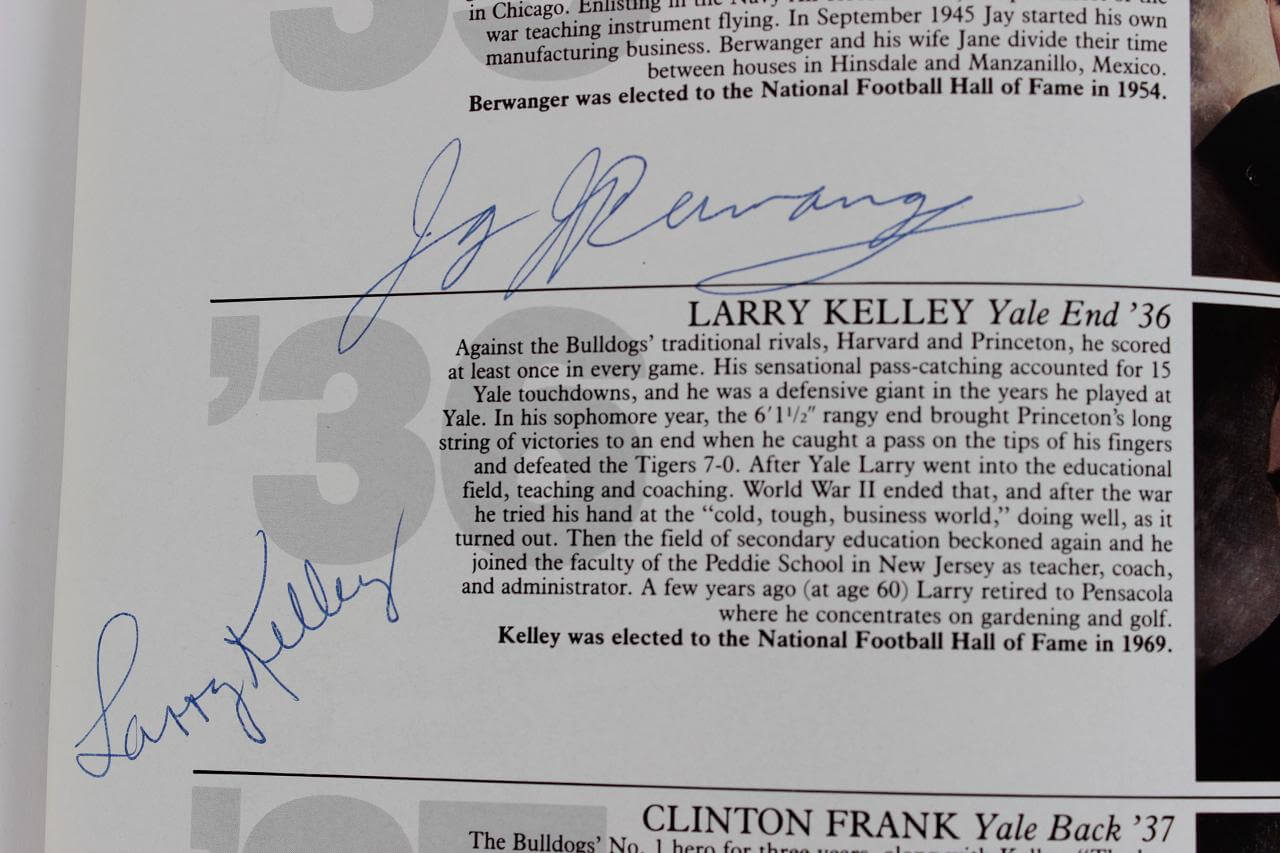 in Chicago. Enlisting in the Navy
war teaching instrument flying. In September 1945 Jay started his own
manufacturing business. Berwanger and his wife Jane divide their time
between houses in Hinsdale and Manzanillo, Mexico.
Berwanger was elected to the National Football Hall of Fame in 1954.
Jay Berwanger
LARRY KELLEY Yale End ’36
’36
Against the Bulldogs’ traditional rivals, Harvard and Princeton, he scored
at least once in every game. His sensational pass-catching accounted for 15
Yale touchdowns, and he was a defensive giant in the years he played at
Yale. In his sophomore year, the 6′1½″ rangy end brought Princeton’s long
string of victories to an end when he caught a pass on the tips of his fingers
and defeated the Tigers 7-0. After Yale Larry went into the educational
field, teaching and coaching. World War II ended that, and after the war
he tried his hand at the “cold, tough, business world,” doing well, as it
turned out. Then the field of secondary education beckoned again and he
joined the faculty of the Peddie School in New Jersey as teacher, coach,
and administrator. A few years ago (at age 60) Larry retired to Pensacola
where he concentrates on gardening and golf.
Kelley was elected to the National Football Hall of Fame in 1969.
Larry Kelley
CLINTON FRANK Yale Back ’37
’37
The Bulldogs’ No. 1 hero for three years, along with Kelley